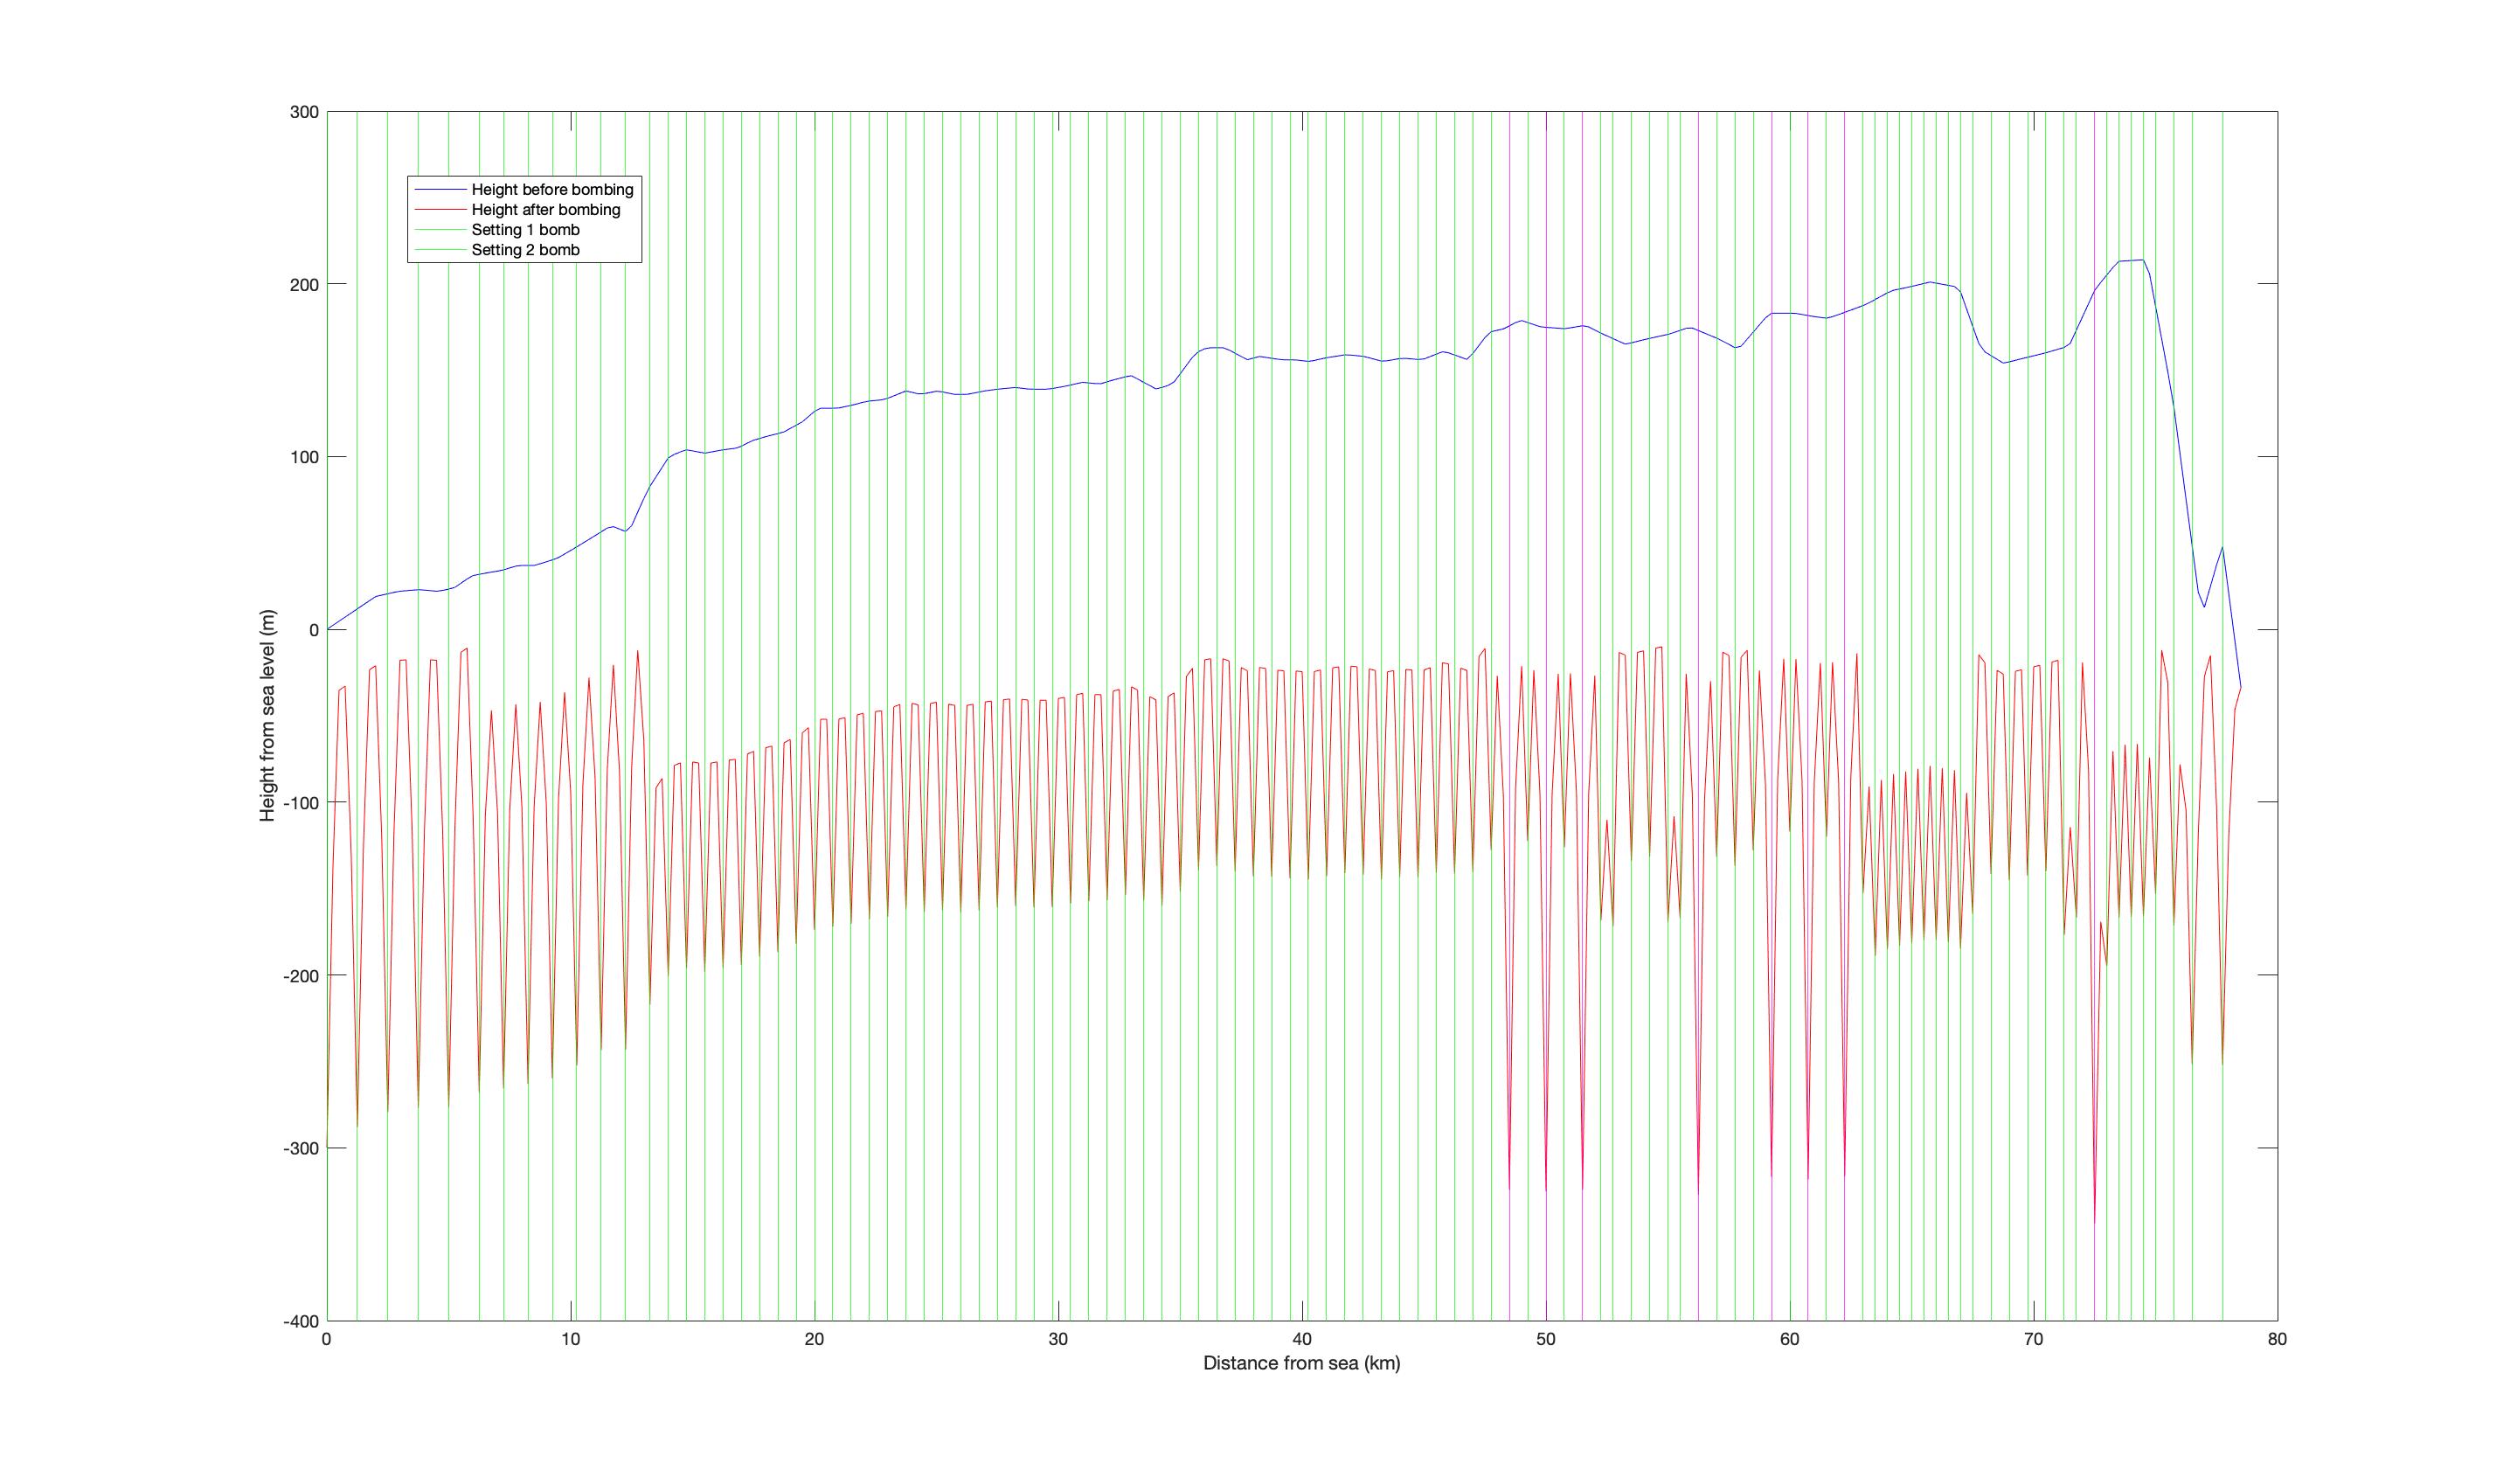 300
200
100
0
-100
-200
-300
-400
Height from sea level (m)
Height before bombing
Height after bombing
Setting 1 bomb
Setting 2 bomb
0 10 20 30 40 50 60 70 80
Distance from sea (km)